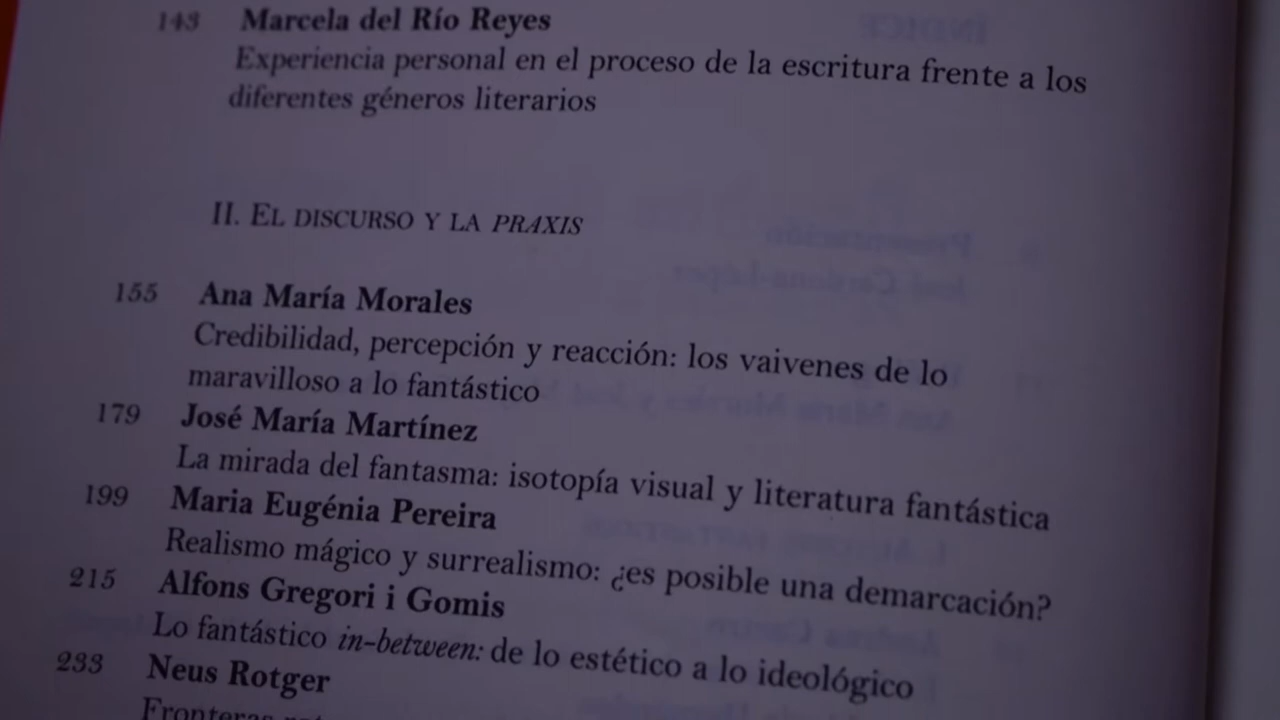 143 Marcela del Río Reyes
Experiencia personal en el proceso de la escritura frente a los
diferentes géneros literarios
II. EL DISCURSO Y LA PRAXIS
155 Ana María Morales
Credibilidad, percepción y reacción: los vaivenes de lo
maravilloso a lo fantástico
179 José María Martínez
La mirada del fantasma: isotopía visual y literatura fantástica
199 Maria Eugénia Pereira
Realismo mágico y surrealismo: ¿es posible una demarcación?
215 Alfons Gregori i Gomis
Lo fantástico in-between: de lo estético a lo ideológico
233 Neus Rotger